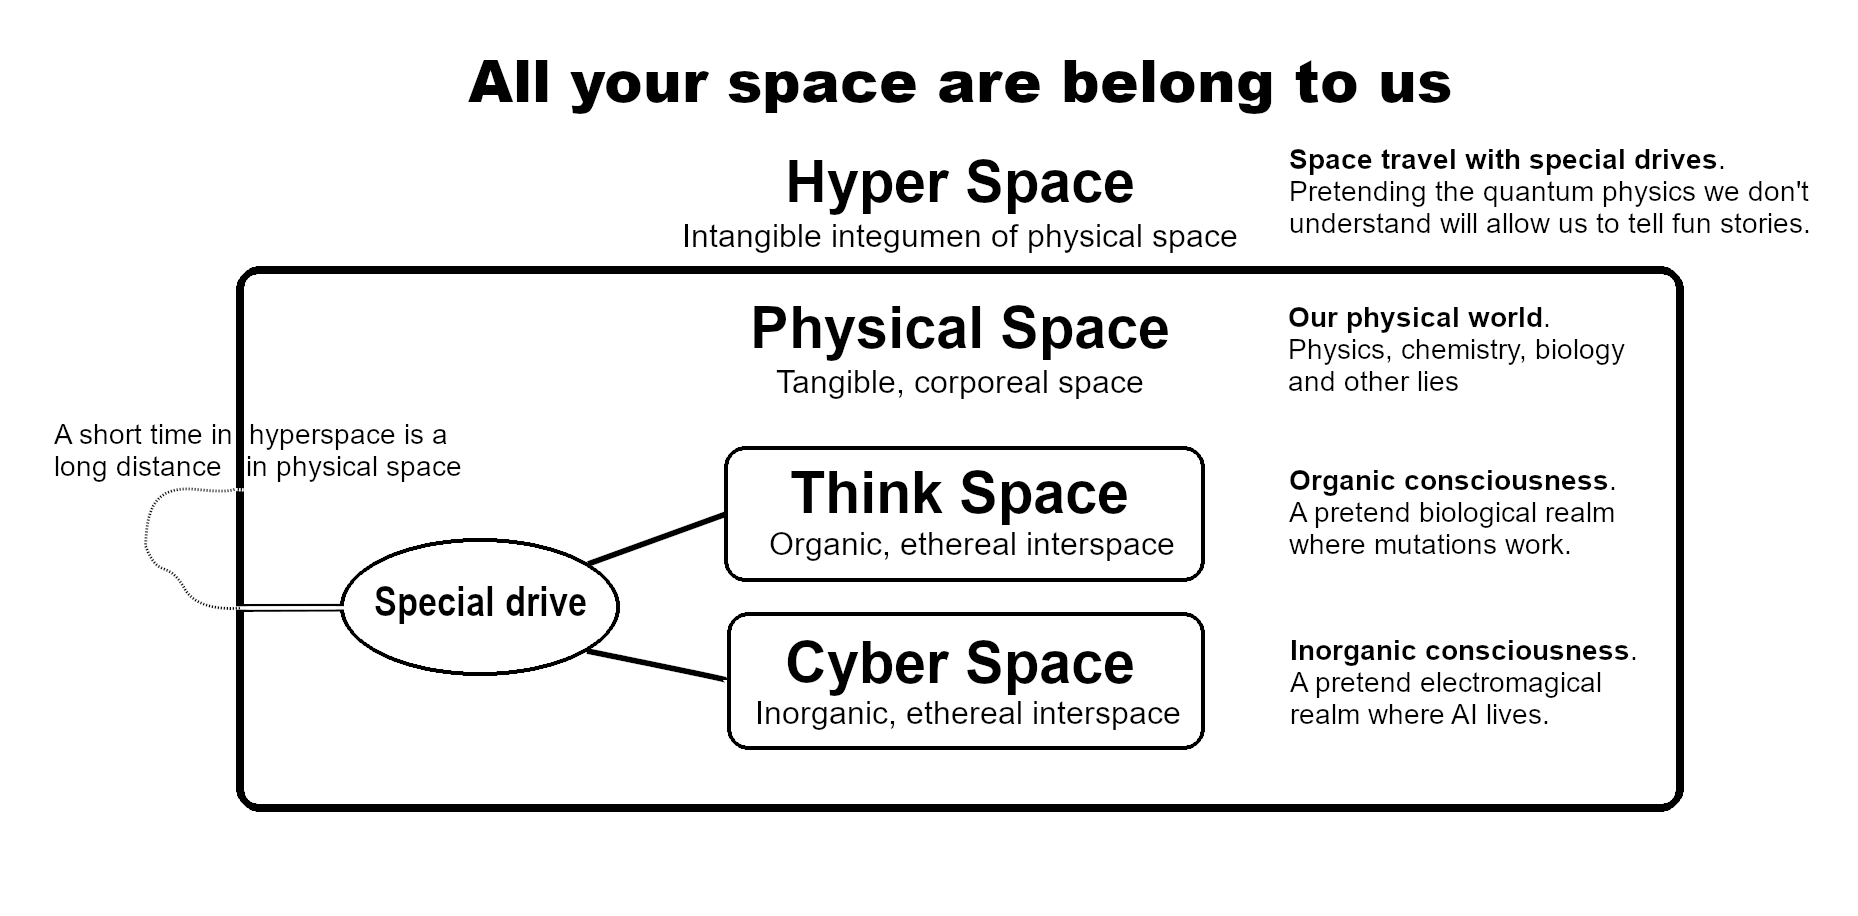 All your space are belong to us
Hyper Space
Intangible integumen of physical space
Space travel with special drives.
Pretending the quantum physics we don't
understand will allow us to tell fun stories.
Physical Space
Tangible, corporeal space
Our physical world.
Physics, chemistry, biology
and other lies
A short time in hyperspace is a
long distance in physical space
Think Space
Organic, ethereal interspace
Organic consciousness.
A pretend biological realm
where mutations work.
Special drive
Cyber Space
Inorganic, ethereal interspace
Inorganic consciousness.
A pretend electromagical
realm where AI lives.